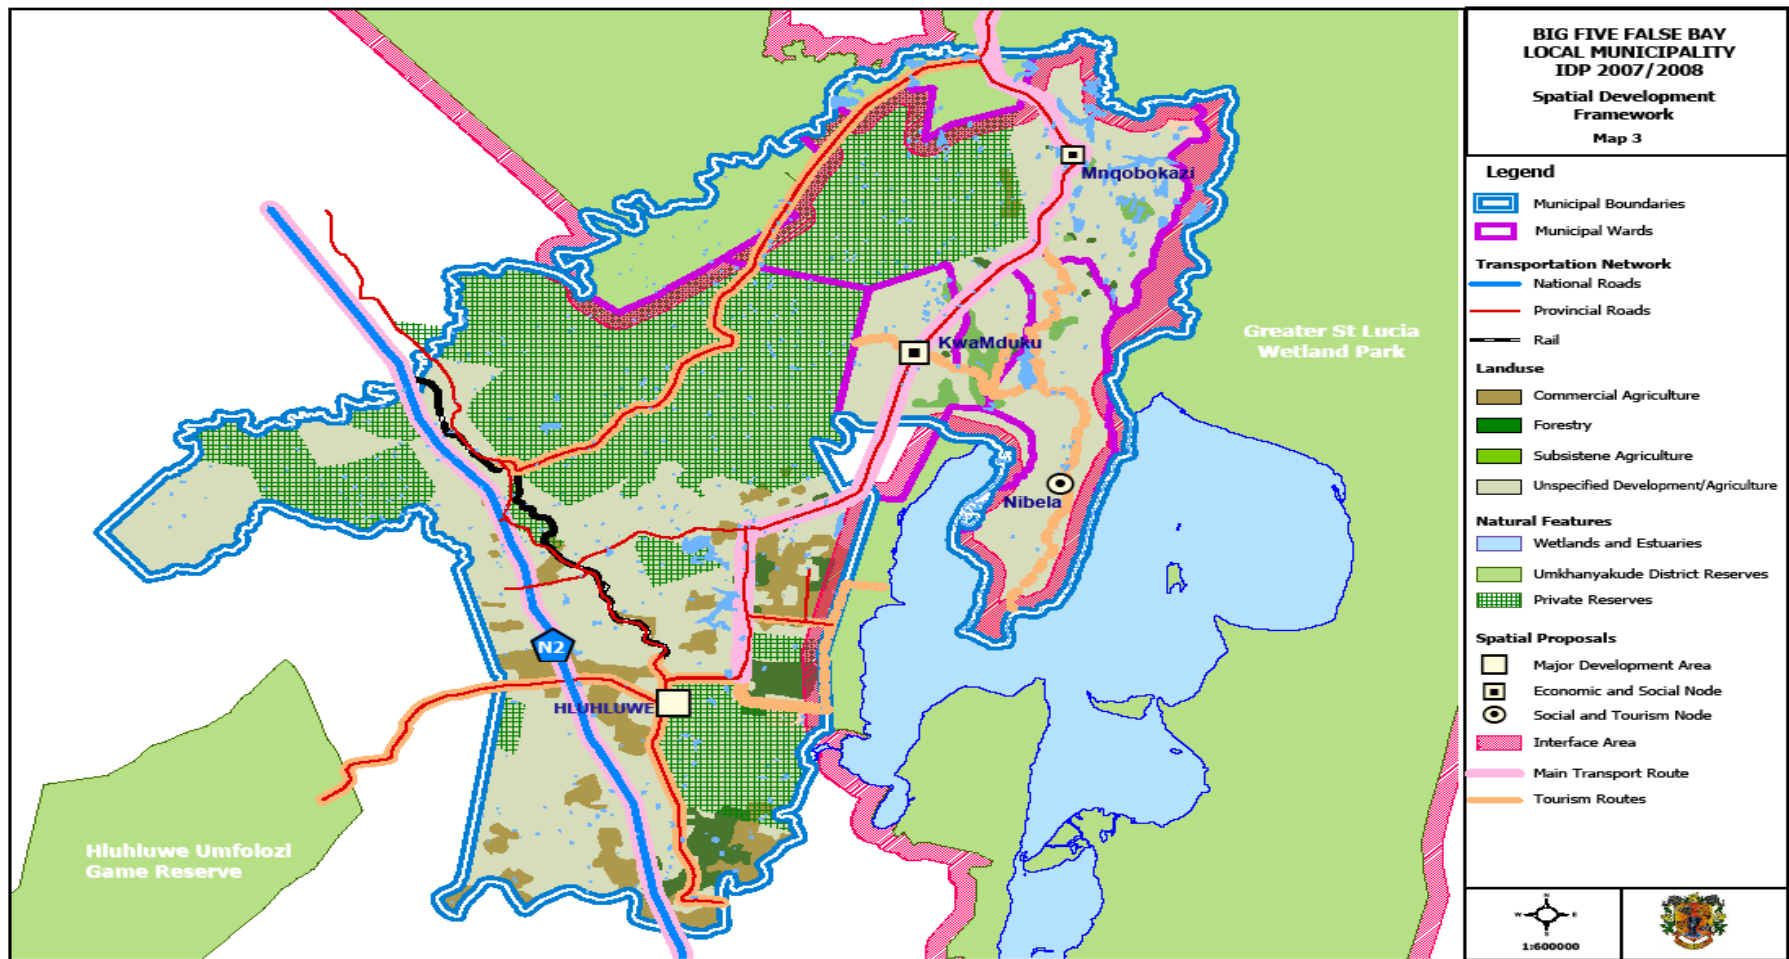 BIG FIVE FALSE BAY
LOCAL MUNICIPALITY
IDP 2007/2008
Spatial Development
Framework
Map 3
Legend
Municipal Boundaries
Municipal Wards
Transportation Network
National Roads
Provincial Roads
Rail
Landuse
Commercial Agriculture
Forestry
Subsistene Agriculture
Unspecified Development/Agriculture
Natural Features
Wetlands and Estuaries
Umkhanyakude District Reserves
Private Reserves
Spatial Proposals
Major Development Area
Economic and Social Node
Social and Tourism Node
Interface Area
Main Transport Route
Tourism Routes
N
W E
S
1:600000
Mnqobokazi
Greater St Lucia
Wetland Park
KwaMduku
Nibela
N2
HLUHLUWE
Hluhluwe Umfolozi
Game Reserve